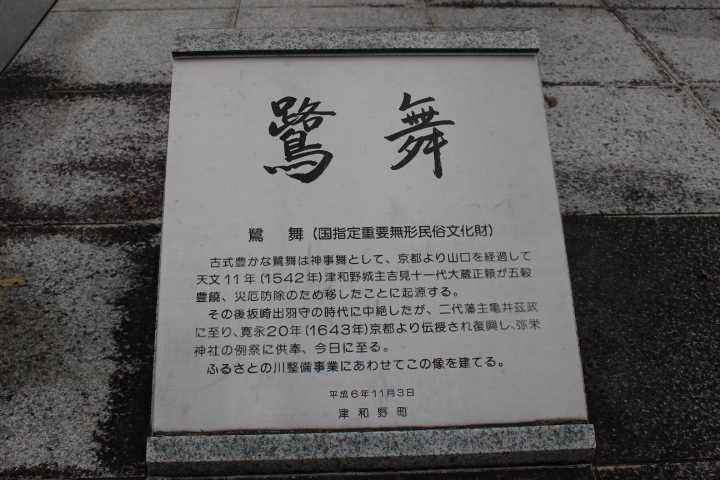 鷺舞
鷺　舞（国指定重要無形民俗文化財）
古式豊かな鷺舞は神事舞として、京都より山口を経過して
天文11年（1542年）津和野城主吉見十一代大蔵正頼が五穀
豊饒、災厄防除のため移したことに起源する。
その後坂崎出羽守の時代に中絶したが、二代藩主亀井茲政
に至り、寛永20年（1643年）京都より伝授され復興し、弥栄
神社の例祭に供奉、今日に至る。
ふるさとの川整備事業にあわせてこの像を建てる。
平成6年11月3日
津和野町